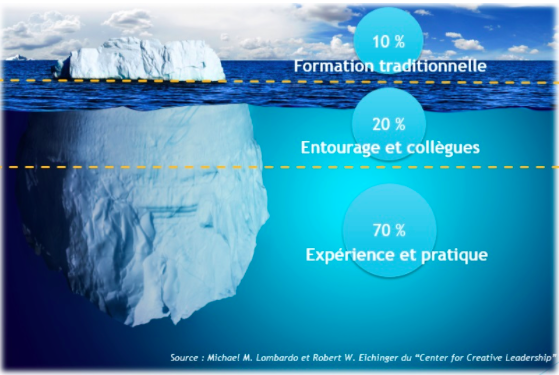 10 %
Formation traditionnelle
20 %
Entourage et collègues
70 %
Expérience et pratique
Source : Michael M. Lombardo et Robert W. Eichinger du "Center for Creative Leadership"